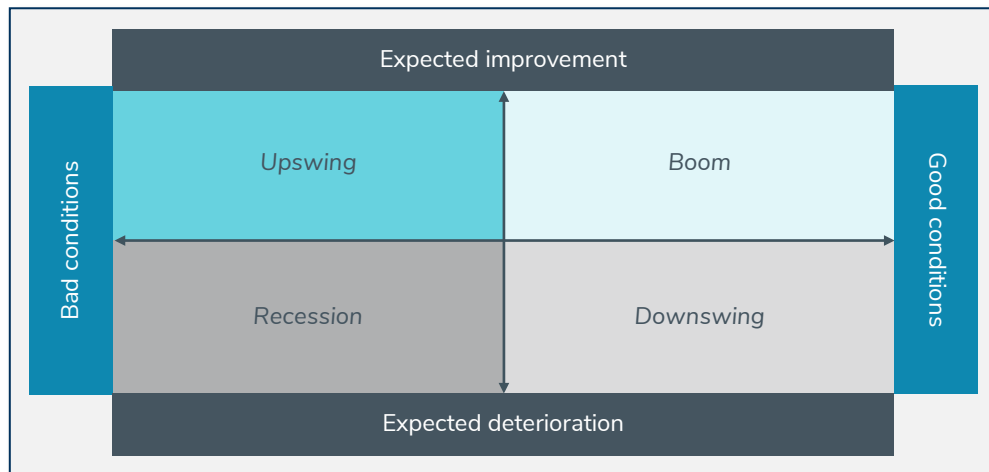 Expected improvement
Bad conditions
Upswing
Boom
Good conditions
Recession
Downswing
Expected deterioration